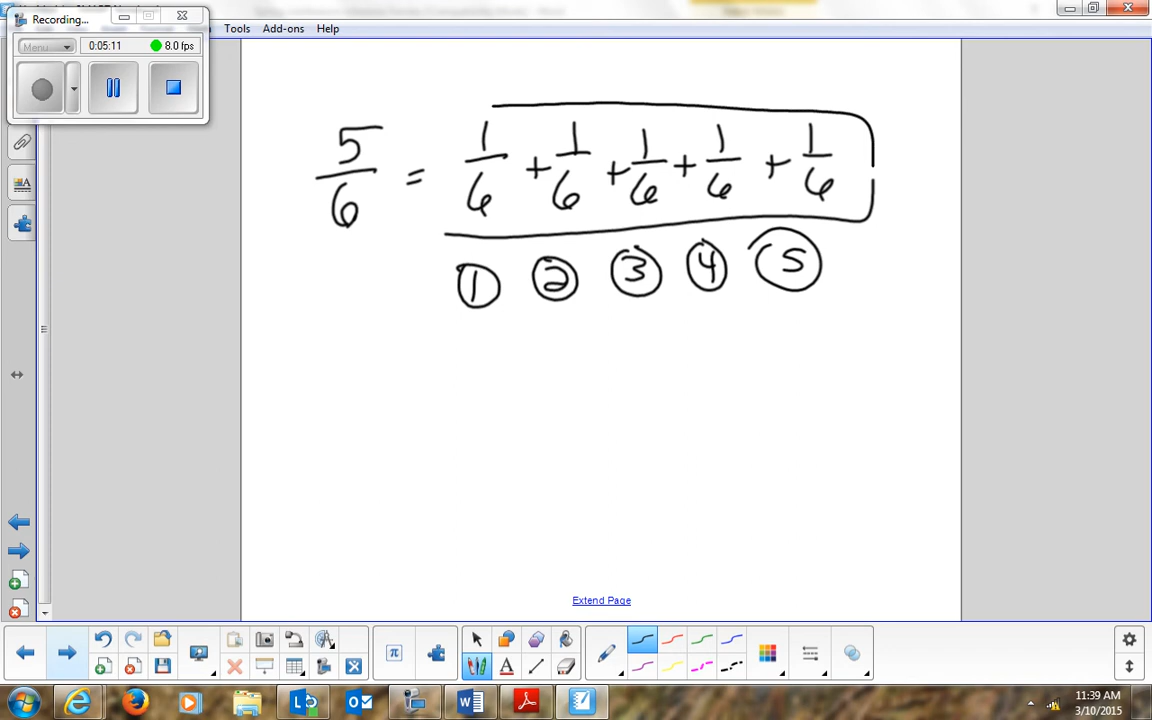 Recording...
Menu
0:05:11
8.0 fps
Tools Add-ons Help
5/6 = 1/6 + 1/6 + 1/6 + 1/6 + 1/6
1 2 3 4 5
Extend Page
11:39 AM
3/10/2015